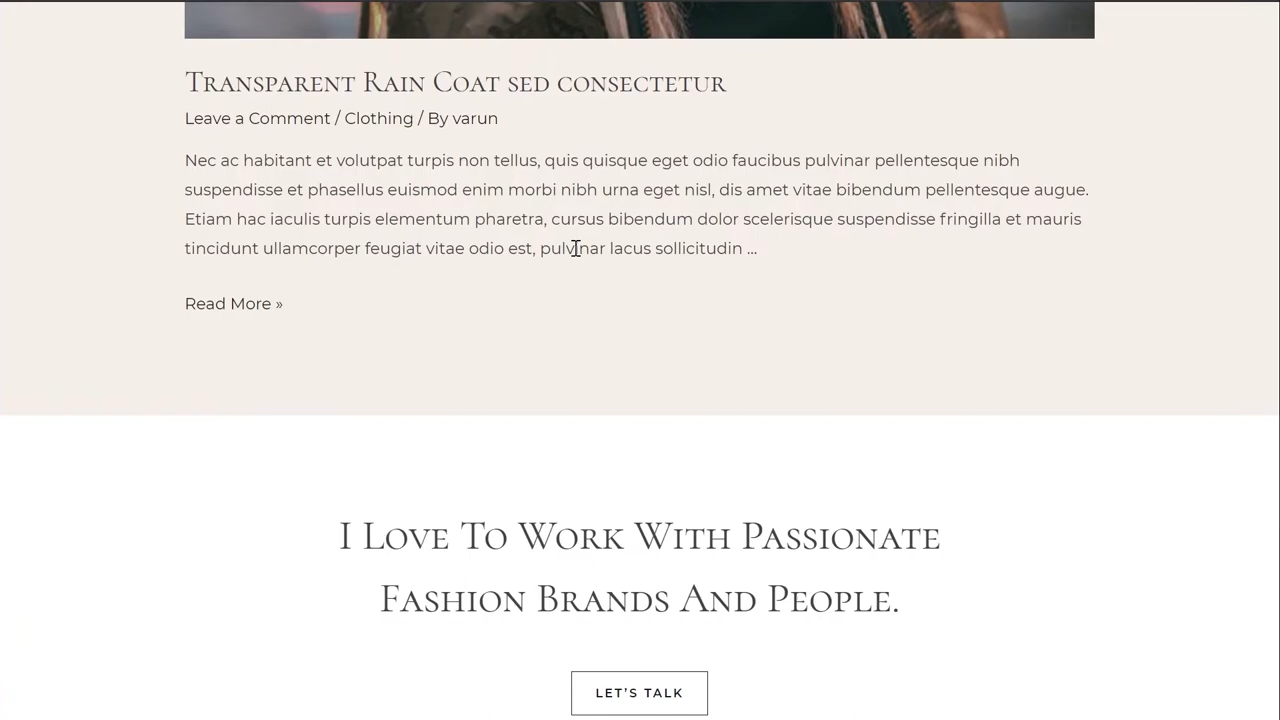 Transparent Rain Coat sed consectetur
Leave a Comment / Clothing / By varun
Nec ac habitant et volutpat turpis non tellus, quis quisque eget odio faucibus pulvinar pellentesque nibh
suspendisse et phasellus euismod enim morbi nibh urna eget nisl, dis amet vitae bibendum pellentesque augue.
Etiam hac iaculis turpis elementum pharetra, cursus bibendum dolor scelerisque suspendisse fringilla et mauris
tincidunt ullamcorper feugiat vitae odio est, pulvinar lacus sollicitudin …
Read More »
I Love To Work With Passionate
Fashion Brands And People.
LET’S TALK